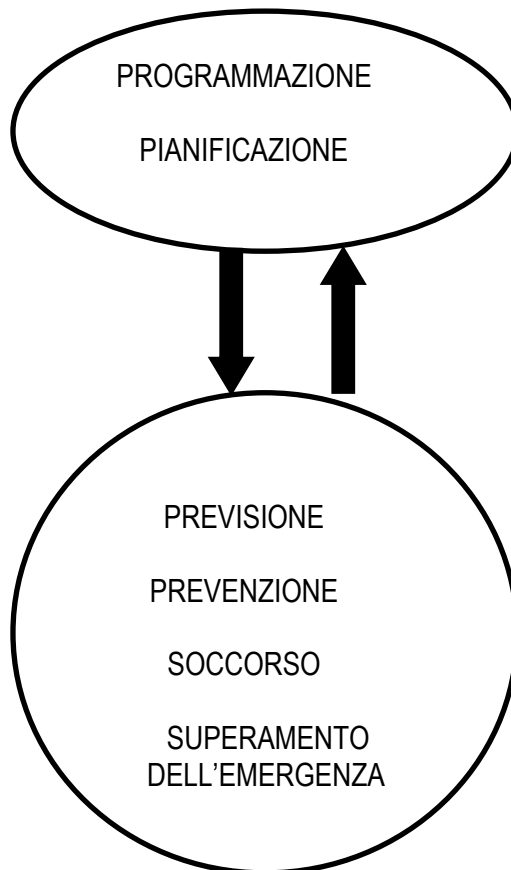 PROGRAMMAZIONE
PIANIFICAZIONE
PREVISIONE
PREVENZIONE
SOCCORSO
SUPERAMENTO
DELL’EMERGENZA